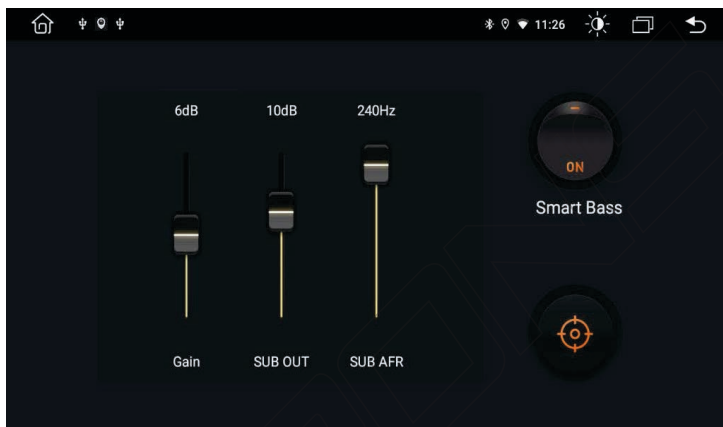 11:26
6dB 10dB 240Hz
ON
Smart Bass
Gain SUB OUT SUB AFR